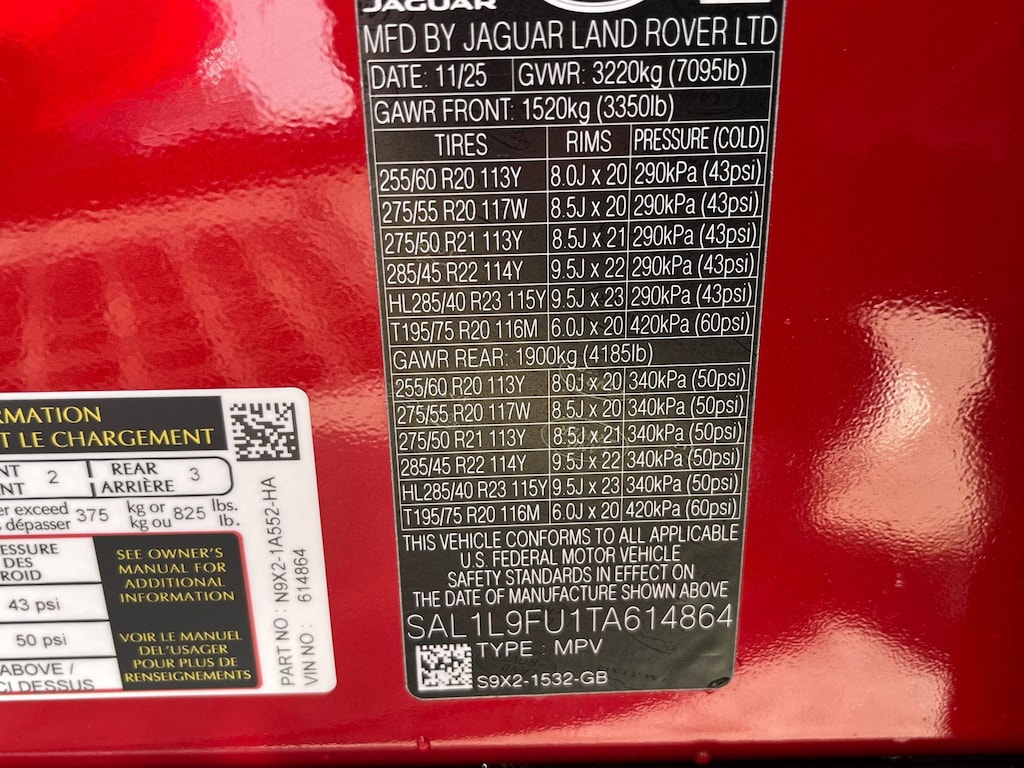 JAGUAR
MFD BY JAGUAR LAND ROVER LTD
DATE: 11/25 GVWR: 3220kg (7095lb)
GAWR FRONT: 1520kg (3350lb)
TIRES RIMS PRESSURE (COLD)
255/60 R20 113Y 8.0J x 20 290kPa (43psi)
275/55 R20 117W 8.5J x 20 290kPa (43psi)
275/50 R21 113Y 8.5J x 21 290kPa (43psi)
285/45 R22 114Y 9.5J x 22 290kPa (43psi)
HL285/40 R23 115Y 9.5J x 23 290kPa (43psi)
T195/75 R20 116M 6.0J x 20 420kPa (60psi)
GAWR REAR: 1900kg (4185lb)
255/60 R20 113Y 8.0J x 20 340kPa (50psi)
275/55 R20 117W 8.5J x 20 340kPa (50psi)
275/50 R21 113Y 8.5J x 21 340kPa (50psi)
285/45 R22 114Y 9.5J x 22 340kPa (50psi)
HL285/40 R23 115Y 9.5J x 23 340kPa (50psi)
T195/75 R20 116M 6.0J x 20 420kPa (60psi)
THIS VEHICLE CONFORMS TO ALL APPLICABLE
U.S. FEDERAL MOTOR VEHICLE
SAFETY STANDARDS IN EFFECT ON
THE DATE OF MANUFACTURE SHOWN ABOVE
SAL1L9FU1TA614864
TYPE : MPV
S9X2-1532-GB
RMATION
T LE CHARGEMENT
NT 2 REAR 3
NT ARRIÈRE
er exceed 375 kg or 825 lbs.
s dépasser kg ou lb.
ESSURE
DES
ROID
43 psi
50 psi
ABOVE /
CI DESSUS
SEE OWNER'S
MANUAL FOR
ADDITIONAL
INFORMATION
VOIR LE MANUEL
DEL'USAGER
POUR PLUS DE
RENSEIGNEMENTS
PART NO : N9X2-1A552-HA
VIN NO : 614864